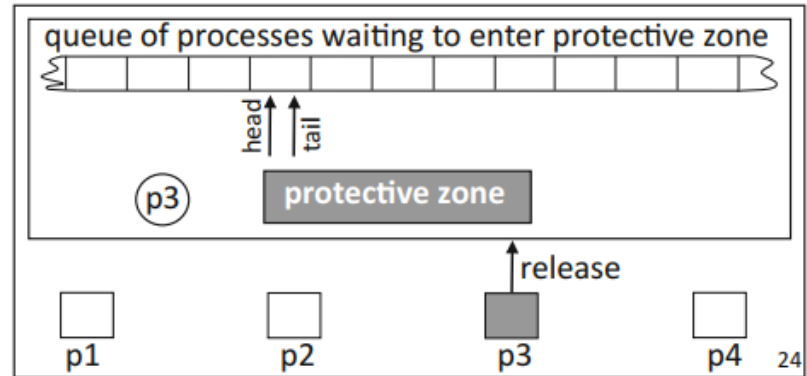 queue of processes waiting to enter protective zone
head
tail
p3
protective zone
release
p1 p2 p3 p4
24